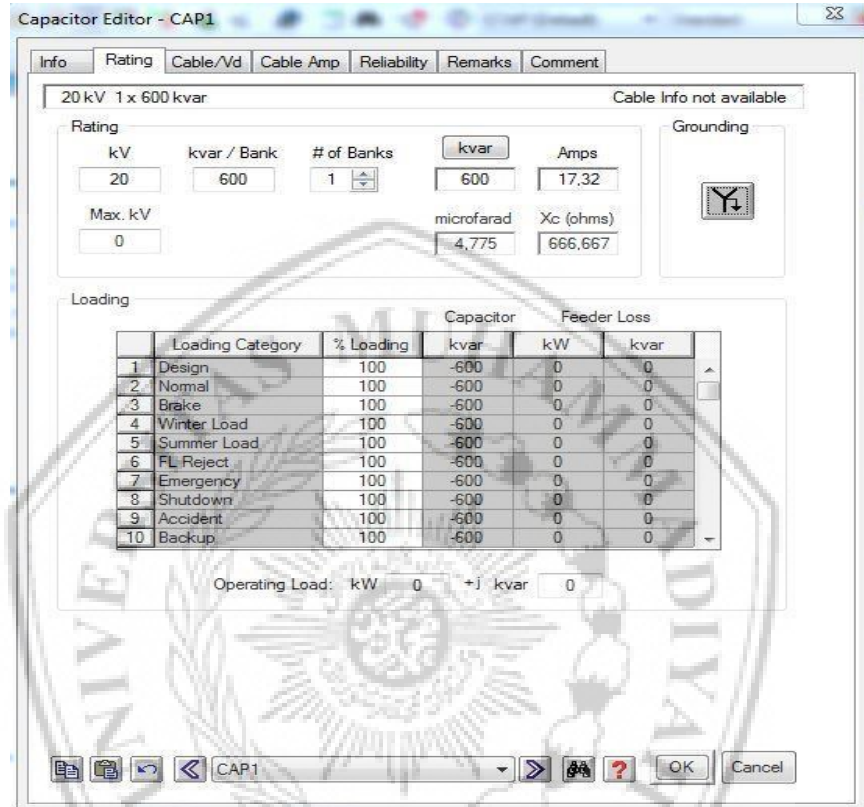 Capacitor Editor - CAP1
Info Rating Cable/Vd Cable Amp Reliability Remarks Comment
20 kV 1 x 600 kvar Cable Info not available
Rating Grounding
kV kvar / Bank # of Banks kvar Amps
20 600 1 600 17,32
Max. kV microfarad Xc (ohms)
0 4,775 666,667
Loading
Capacitor Feeder Loss
Loading Category % Loading kvar kW kvar
1 Design 100 -600 0 0
2 Normal 100 -600 0 0
3 Brake 100 -600 0 0
4 Winter Load 100 -600 0 0
5 Summer Load 100 -600 0 0
6 FL Reject 100 -600 0 0
7 Emergency 100 -600 0 0
8 Shutdown 100 -600 0 0
9 Accident 100 -600 0 0
10 Backup 100 -600 0 0
Operating Load: kW 0 +j kvar 0
CAP1 ? OK Cancel
NIVERSITAS MUHAMMADIYA